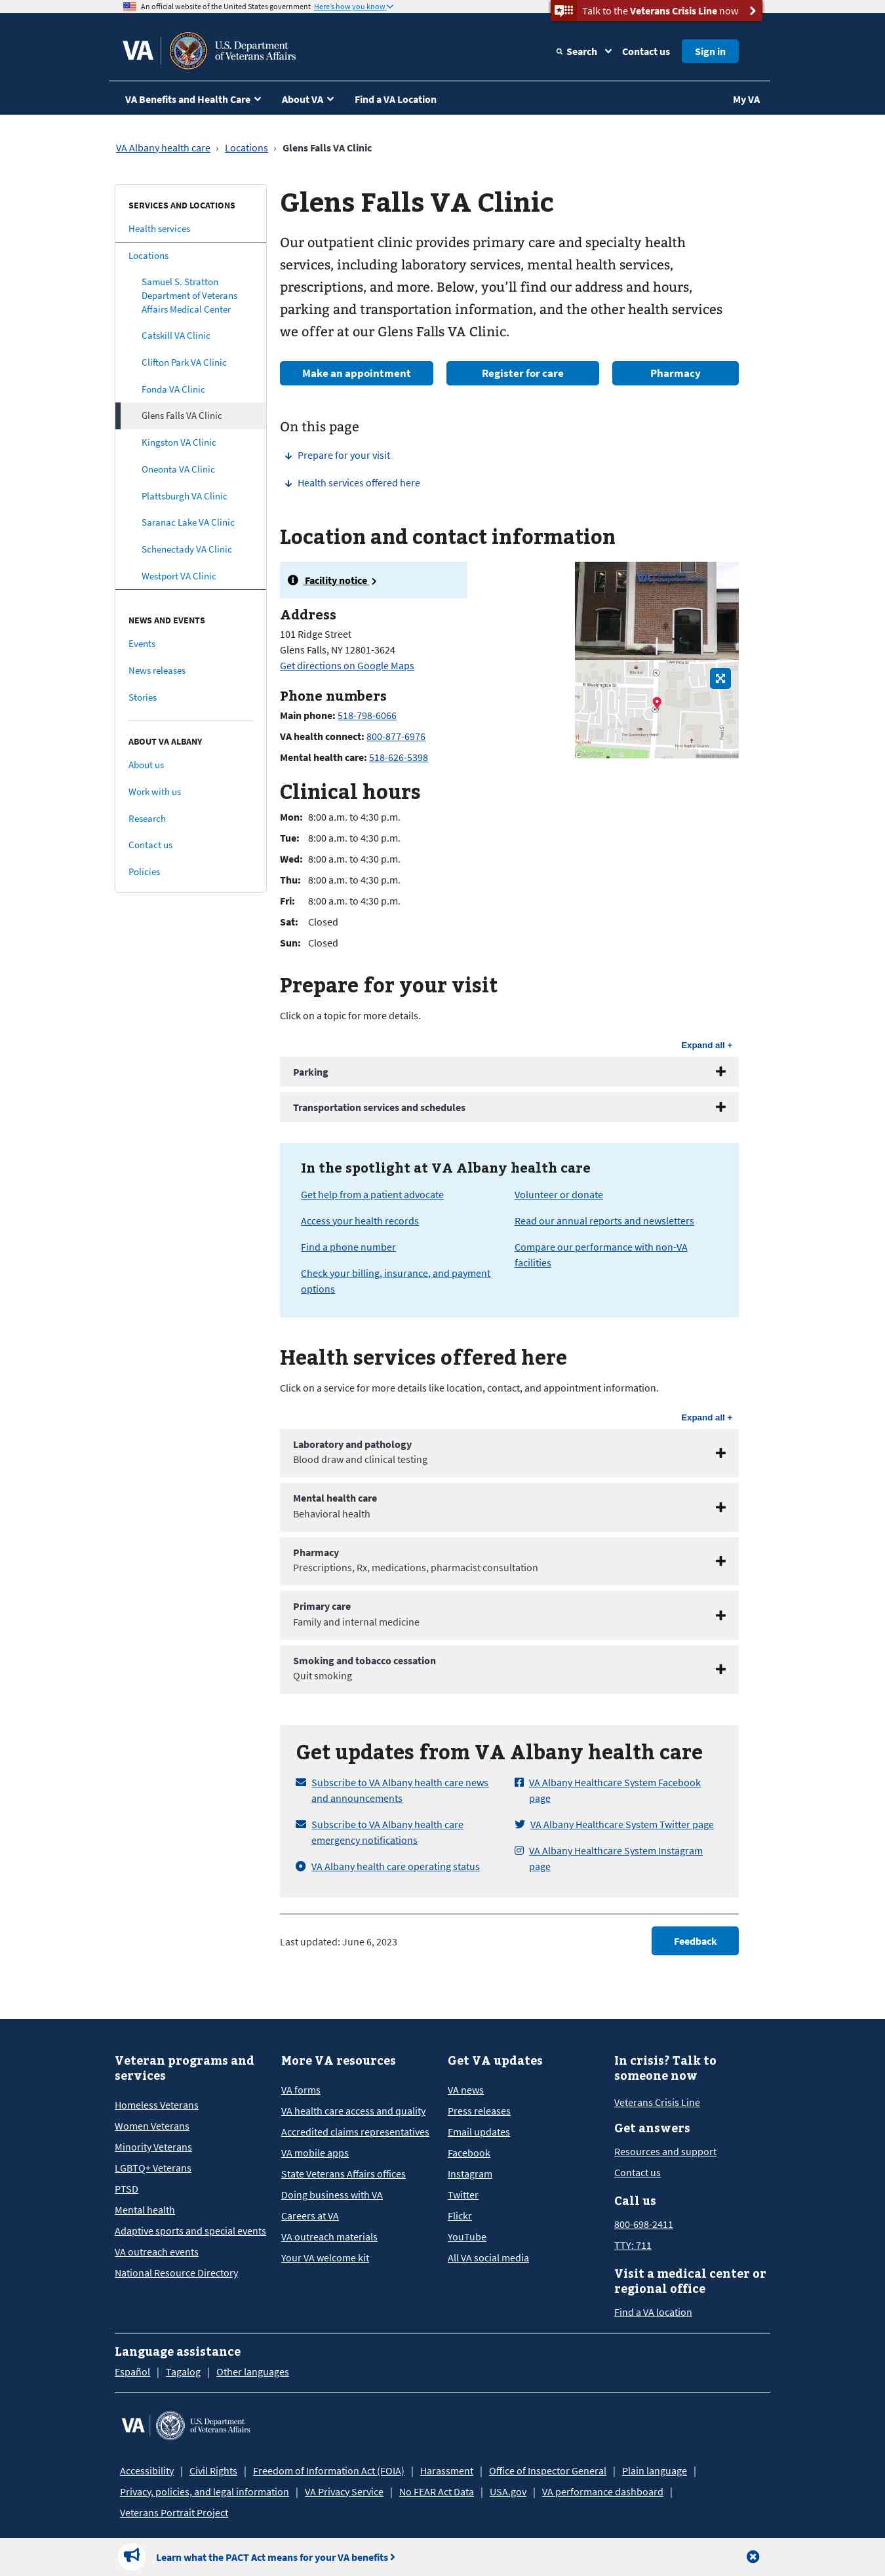 An official website of the United States government Here's how you know
Talk to the Veterans Crisis Line now
VA
U.S. Department
of Veterans Affairs
Search
Contact us
Sign in
VA Benefits and Health Care
About VA
Find a VA Location
My VA
VA Albany health care › Locations › Glens Falls VA Clinic
SERVICES AND LOCATIONS
Health services
Locations
Samuel S. Stratton
Department of Veterans
Affairs Medical Center
Catskill VA Clinic
Clifton Park VA Clinic
Fonda VA Clinic
Glens Falls VA Clinic
Kingston VA Clinic
Oneonta VA Clinic
Plattsburgh VA Clinic
Saranac Lake VA Clinic
Schenectady VA Clinic
Westport VA Clinic
NEWS AND EVENTS
Events
News releases
Stories
ABOUT VA ALBANY
About us
Work with us
Research
Contact us
Policies
Glens Falls VA Clinic
Our outpatient clinic provides primary care and specialty health
services, including laboratory services, mental health services,
prescriptions, and more. Below, you'll find our address and hours,
parking and transportation information, and the other health services
we offer at our Glens Falls VA Clinic.
Make an appointment
Register for care
Pharmacy
On this page
Prepare for your visit
Health services offered here
Location and contact information
Facility notice
Address
101 Ridge Street
Glens Falls, NY 12801-3624
Get directions on Google Maps
Phone numbers
Main phone: 518-798-6066
VA health connect: 800-877-6976
Mental health care: 518-626-5398
Clinical hours
Mon: 8:00 a.m. to 4:30 p.m.
Tue: 8:00 a.m. to 4:30 p.m.
Wed: 8:00 a.m. to 4:30 p.m.
Thu: 8:00 a.m. to 4:30 p.m.
Fri: 8:00 a.m. to 4:30 p.m.
Sat: Closed
Sun: Closed
Prepare for your visit
Click on a topic for more details.
Expand all +
Parking
Transportation services and schedules
In the spotlight at VA Albany health care
Get help from a patient advocate
Access your health records
Find a phone number
Check your billing, insurance, and payment
options
Volunteer or donate
Read our annual reports and newsletters
Compare our performance with non-VA
facilities
Health services offered here
Click on a service for more details like location, contact, and appointment information.
Expand all +
Laboratory and pathology
Blood draw and clinical testing
Mental health care
Behavioral health
Pharmacy
Prescriptions, Rx, medications, pharmacist consultation
Primary care
Family and internal medicine
Smoking and tobacco cessation
Quit smoking
Get updates from VA Albany health care
Subscribe to VA Albany health care news
and announcements
Subscribe to VA Albany health care
emergency notifications
VA Albany health care operating status
VA Albany Healthcare System Facebook
page
VA Albany Healthcare System Twitter page
VA Albany Healthcare System Instagram
page
Last updated: June 6, 2023
Feedback
Veteran programs and
services
Homeless Veterans
Women Veterans
Minority Veterans
LGBTQ+ Veterans
PTSD
Mental health
Adaptive sports and special events
VA outreach events
National Resource Directory
More VA resources
VA forms
VA health care access and quality
Accredited claims representatives
VA mobile apps
State Veterans Affairs offices
Doing business with VA
Careers at VA
VA outreach materials
Your VA welcome kit
Get VA updates
VA news
Press releases
Email updates
Facebook
Instagram
Twitter
Flickr
YouTube
All VA social media
In crisis? Talk to
someone now
Veterans Crisis Line
Get answers
Resources and support
Contact us
Call us
800-698-2411
TTY: 711
Visit a medical center or
regional office
Find a VA location
Language assistance
Español | Tagalog | Other languages
VA
U.S. Department
of Veterans Affairs
Accessibility | Civil Rights | Freedom of Information Act (FOIA) | Harassment | Office of Inspector General | Plain language |
Privacy, policies, and legal information | VA Privacy Service | No FEAR Act Data | USA.gov | VA performance dashboard |
Veterans Portrait Project
Learn what the PACT Act means for your VA benefits